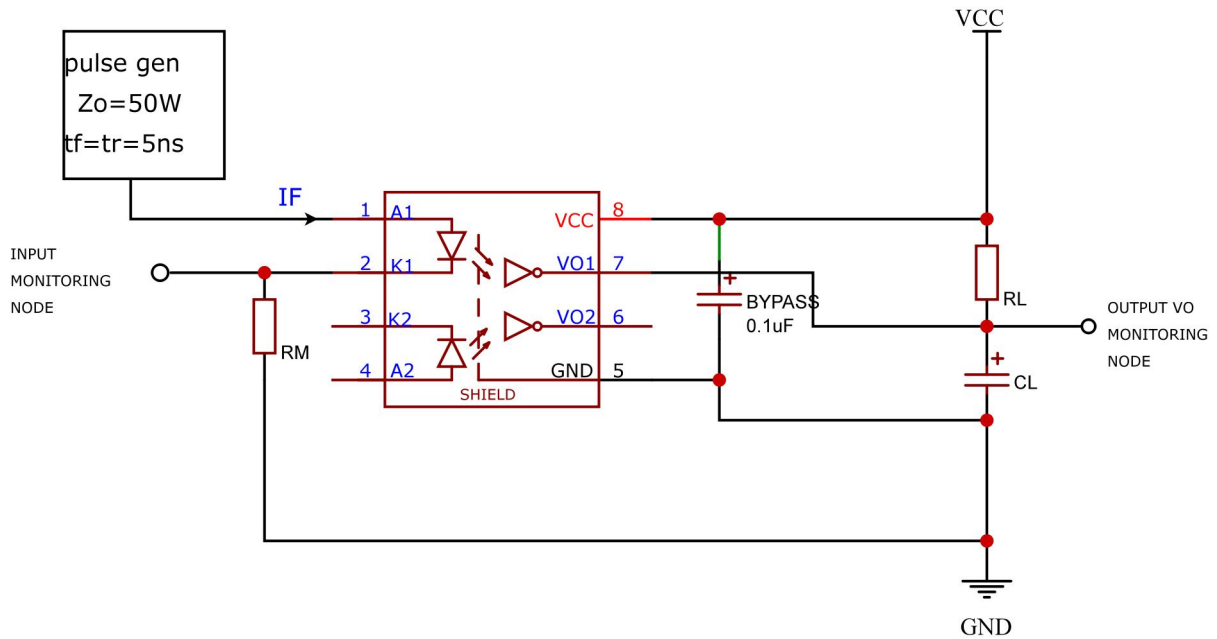 VCC
pulse gen
Zo=50W
tf=tr=5ns
IF
1 A1
VCC 8
INPUT
MONITORING
NODE
2 K1
VO1 7
BYPASS
0.1uF
RL
3 K2
VO2 6
OUTPUT VO
MONITORING
NODE
RM
4 A2
GND 5
SHIELD
+
+
CL
GND